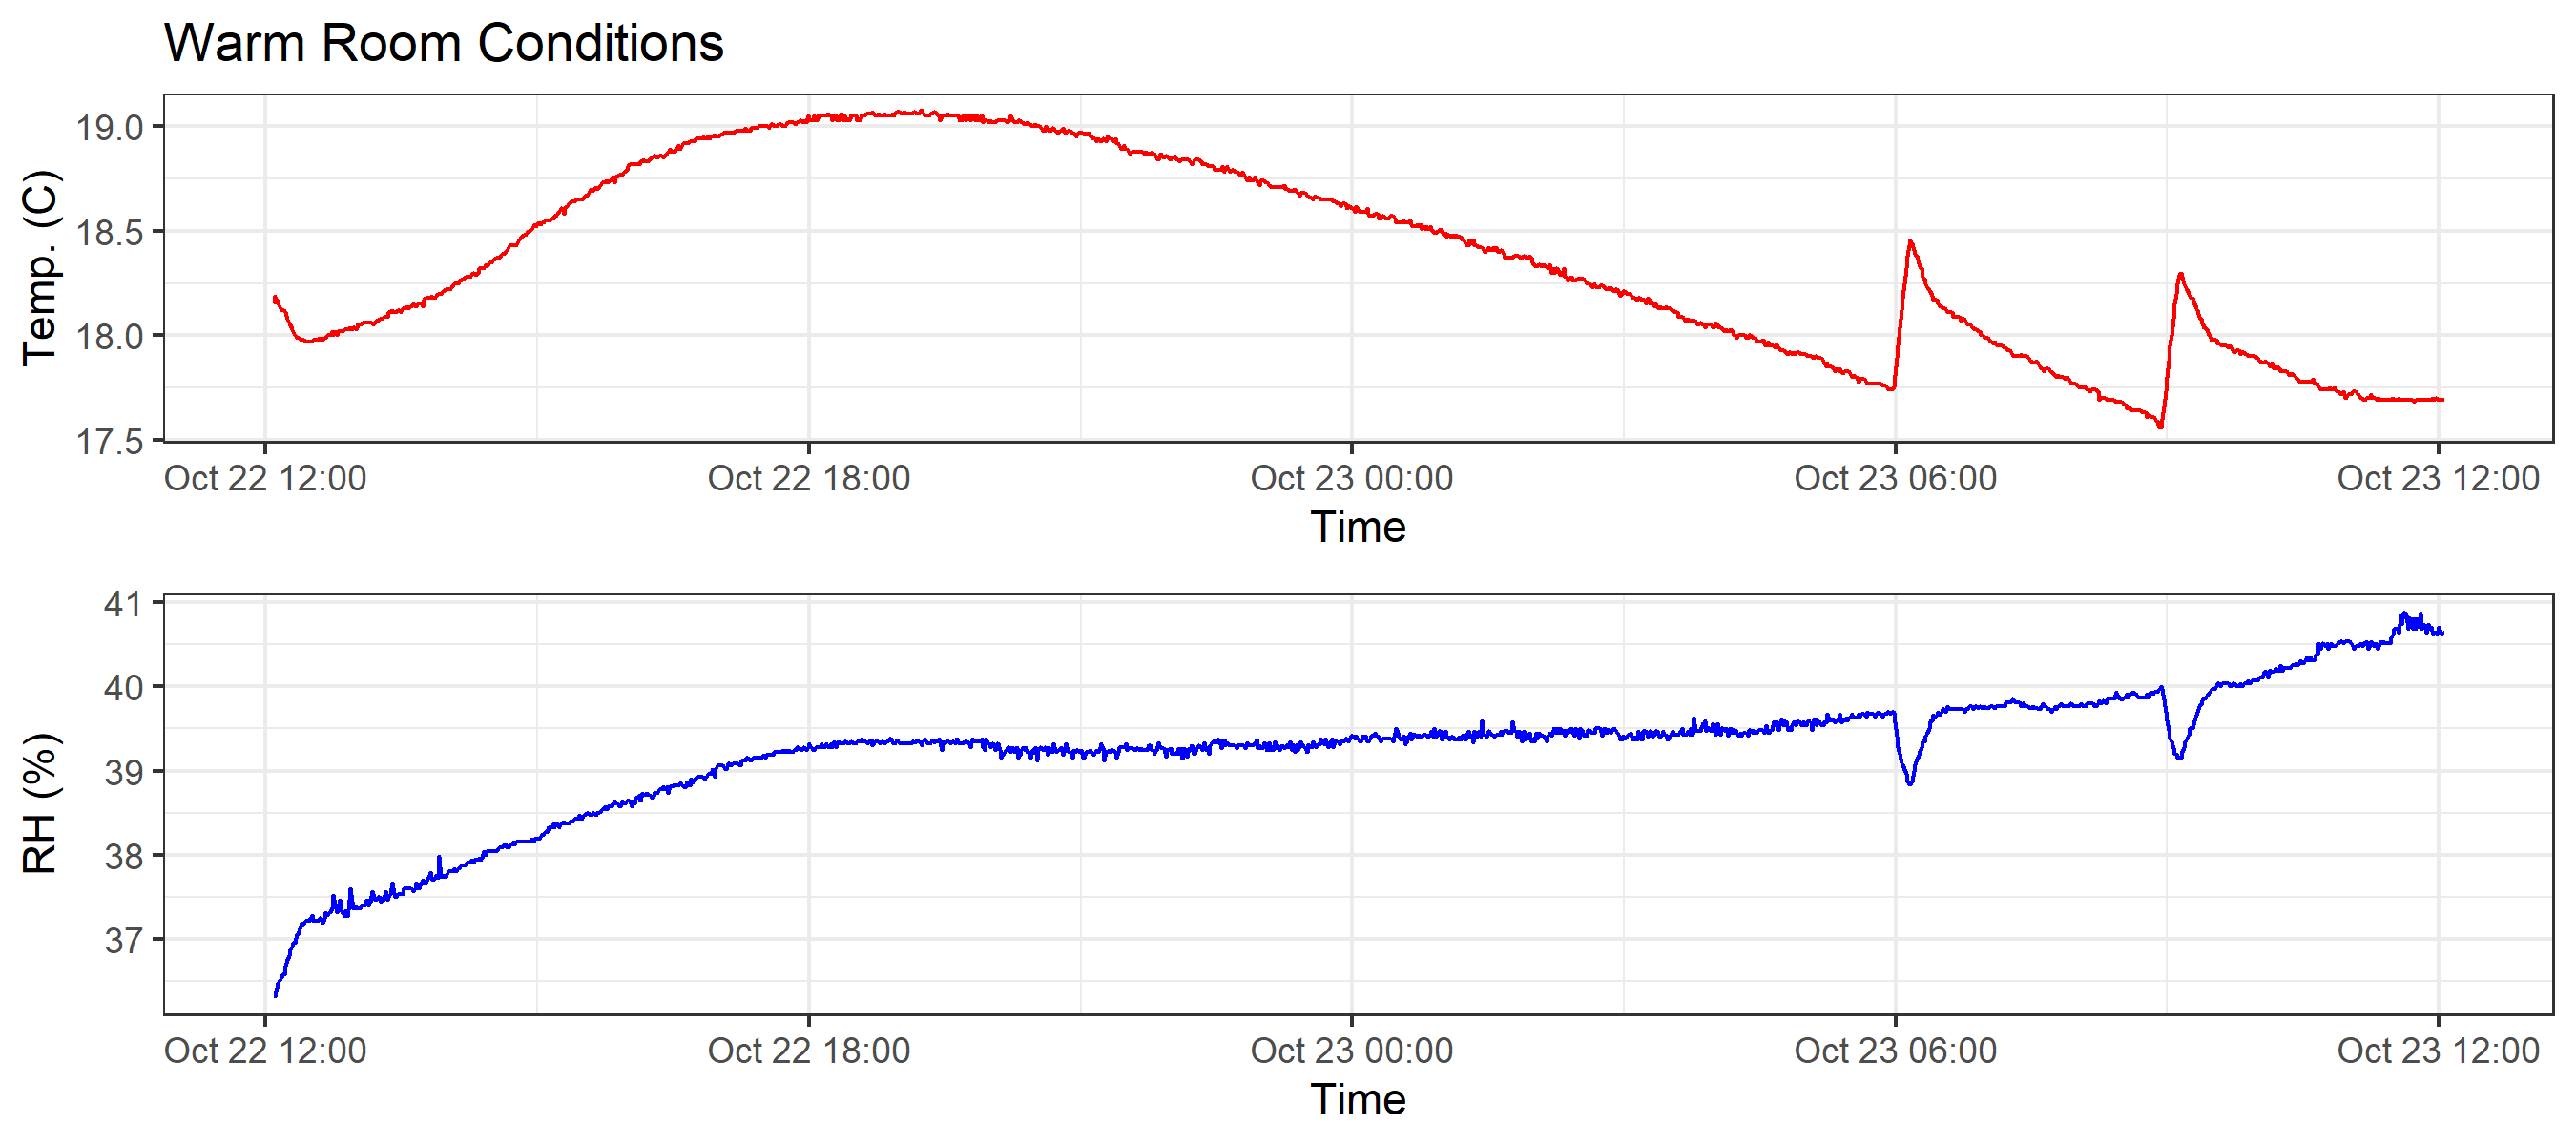 Warm Room Conditions
Temp. (C)
19.0
18.5
18.0
17.5
Oct 22 12:00 Oct 22 18:00 Oct 23 00:00 Oct 23 06:00 Oct 23 12:00
Time
RH (%)
41
40
39
38
37
Oct 22 12:00 Oct 22 18:00 Oct 23 00:00 Oct 23 06:00 Oct 23 12:00
Time